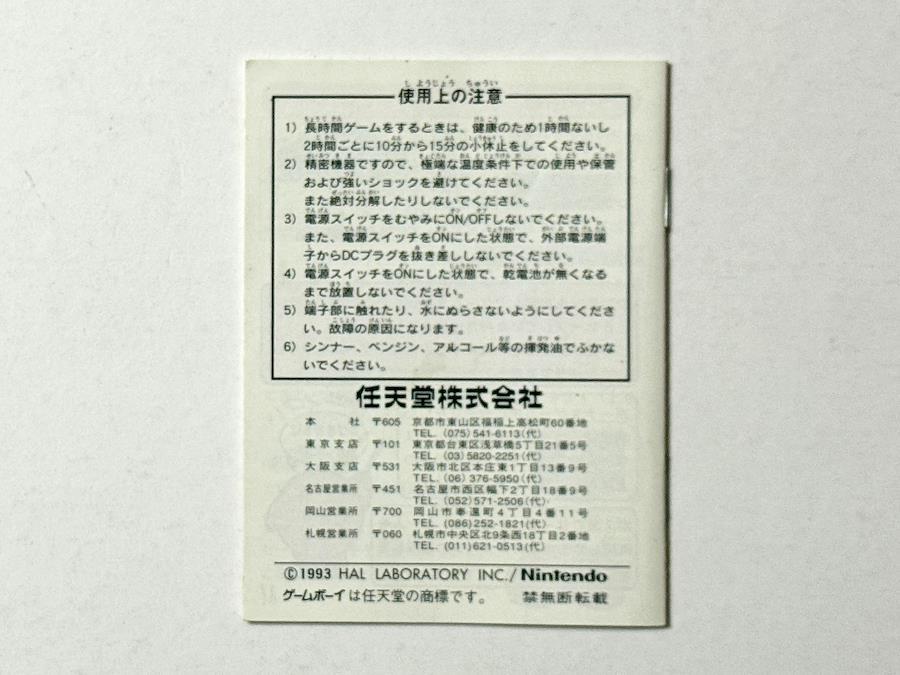 使用上の注意
1）長時間ゲームをするときは、健康のため1時間ないし
2時間ごとに10分から15分の小休止をしてください。
2）精密機器ですので、極端な温度条件下での使用や保管
および強いショックを避けてください。
また絶対分解したりしないでください。
3）電源スイッチをむやみにON/OFFしないでください。
また、電源スイッチをONにした状態で、外部電源端
子からDCプラグを抜き差ししないでください。
4）電源スイッチをONにした状態で、乾電池が無くなる
まで放置しないでください。
5）端子部に触れたり、水にぬらさないようにしてくださ
い。故障の原因になります。
6）シンナー、ベンジン、アルコール等の揮発油でふかな
いでください。
任天堂株式会社
本社 〒605 京都市東山区福稲上高松町60番地
TEL. (075)541-6113(代)
東京支店 〒101 東京都台東区浅草橋5丁目21番5号
TEL. (03)5820-2251(代)
大阪支店 〒531 大阪市北区本庄東1丁目13番9号
TEL. (06)376-5950(代)
名古屋営業所 〒451 名古屋市西区幅下2丁目18番9号
TEL. (052)571-2506(代)
岡山営業所 〒700 岡山市奉還町4丁目4番11号
TEL. (086)252-1821(代)
札幌営業所 〒060 札幌市中央区北9条西18丁目2番地
TEL. (011)621-0513(代)
©1993 HAL LABORATORY INC./Nintendo
ゲームボーイは任天堂の商標です。 禁無断転載